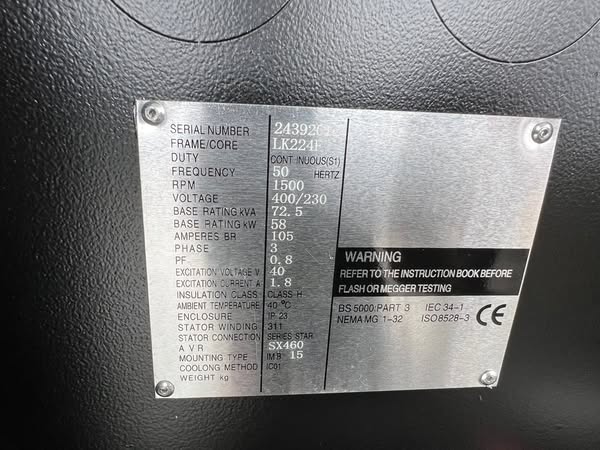 SERIAL NUMBER
FRAME/CORE LK224F
DUTY CONTINUOUS(S1)
FREQUENCY 50 HERTZ
RPM 1500
VOLTAGE 400/230
BASE RATING kVA 72.5
BASE RATING kW 58
AMPERES BR 105
PHASE 3
PF 0.8
EXCITATION VOLTAGE V 40
EXCITATION CURRENT A 1.8
INSULATION CLASS CLASS-H
AMBIENT TEMPERATURE 40 °C
ENCLOSURE IP 23
STATOR WINDING 311
STATOR CONNECTION SERIES STAR
A V R SX460
MOUNTING TYPE IM B 15
COOLONG METHOD IC01
WEIGHT kg
WARNING
REFER TO THE INSTRUCTION BOOK BEFORE
FLASH OR MEGGER TESTING
BS 5000:PART 3 IEC 34-1
NEMA MG 1-32 ISO8528-3 CE